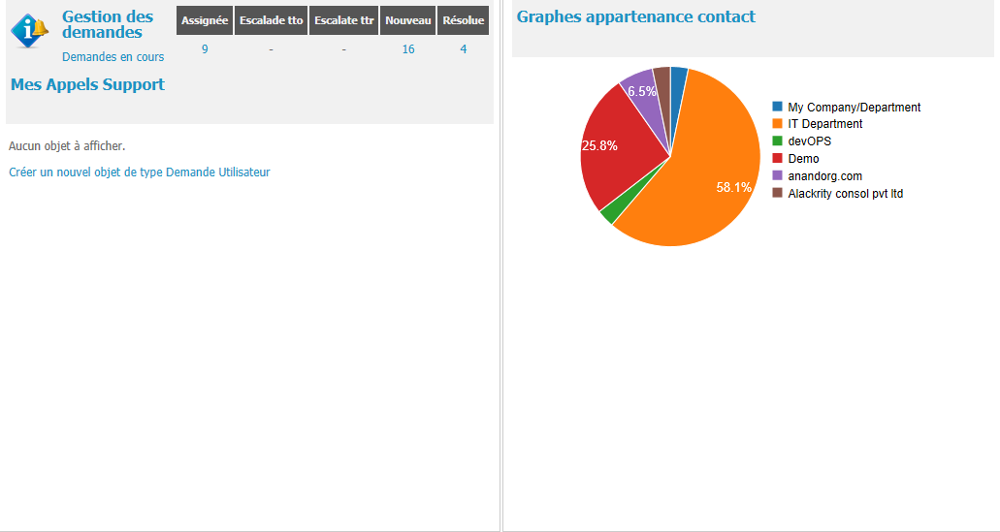 Gestion des
demandes
Demandes en cours
Assignée Escalade tto Escalate ttr Nouveau Résolue
9 - - 16 4
Mes Appels Support
Aucun objet à afficher.
Créer un nouvel objet de type Demande Utilisateur
Graphes appartenance contact
6.5%
25.8%
58.1%
My Company/Department
IT Department
devOPS
Demo
anandorg.com
Alackrity consol pvt ltd